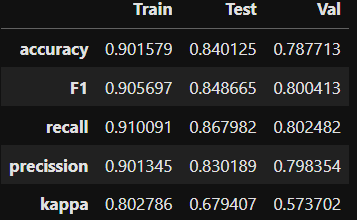 Train Test Val
accuracy 0.901579 0.840125 0.787713
F1 0.905697 0.848665 0.800413
recall 0.910091 0.867982 0.802482
precission 0.901345 0.830189 0.798354
kappa 0.802786 0.679407 0.573702